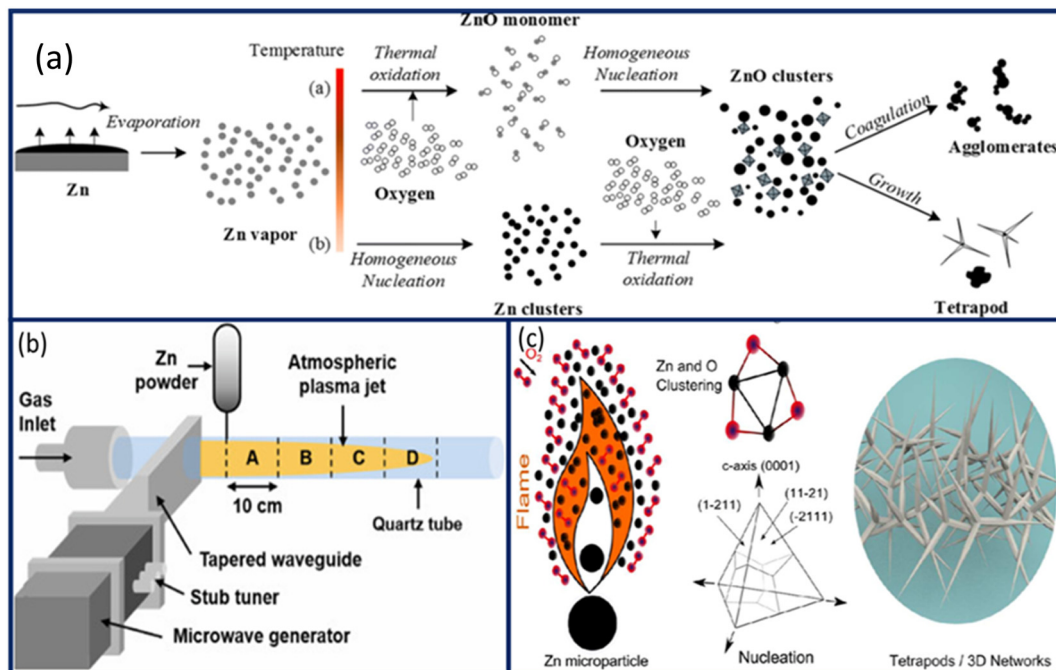 (a)
Temperature
(a)
(b)
Evaporation
Zn
Zn vapor
Thermal
oxidation
Oxygen
ZnO monomer
Homogeneous
Nucleation
Homogeneous
Nucleation
Zn clusters
Oxygen
Thermal
oxidation
ZnO clusters
Coagulation
Agglomerates
Growth
Tetrapod
(b)
Zn
powder
Atmospheric
plasma jet
Gas
Inlet
A
B
C
D
10 cm
Quartz tube
Tapered waveguide
Stub tuner
Microwave generator
(c)
O2
Flame
Zn microparticle
Zn and O
Clustering
c-axis (0001)
(1-211)
(11-21)
(-2111)
Nucleation
Tetrapods / 3D Networks